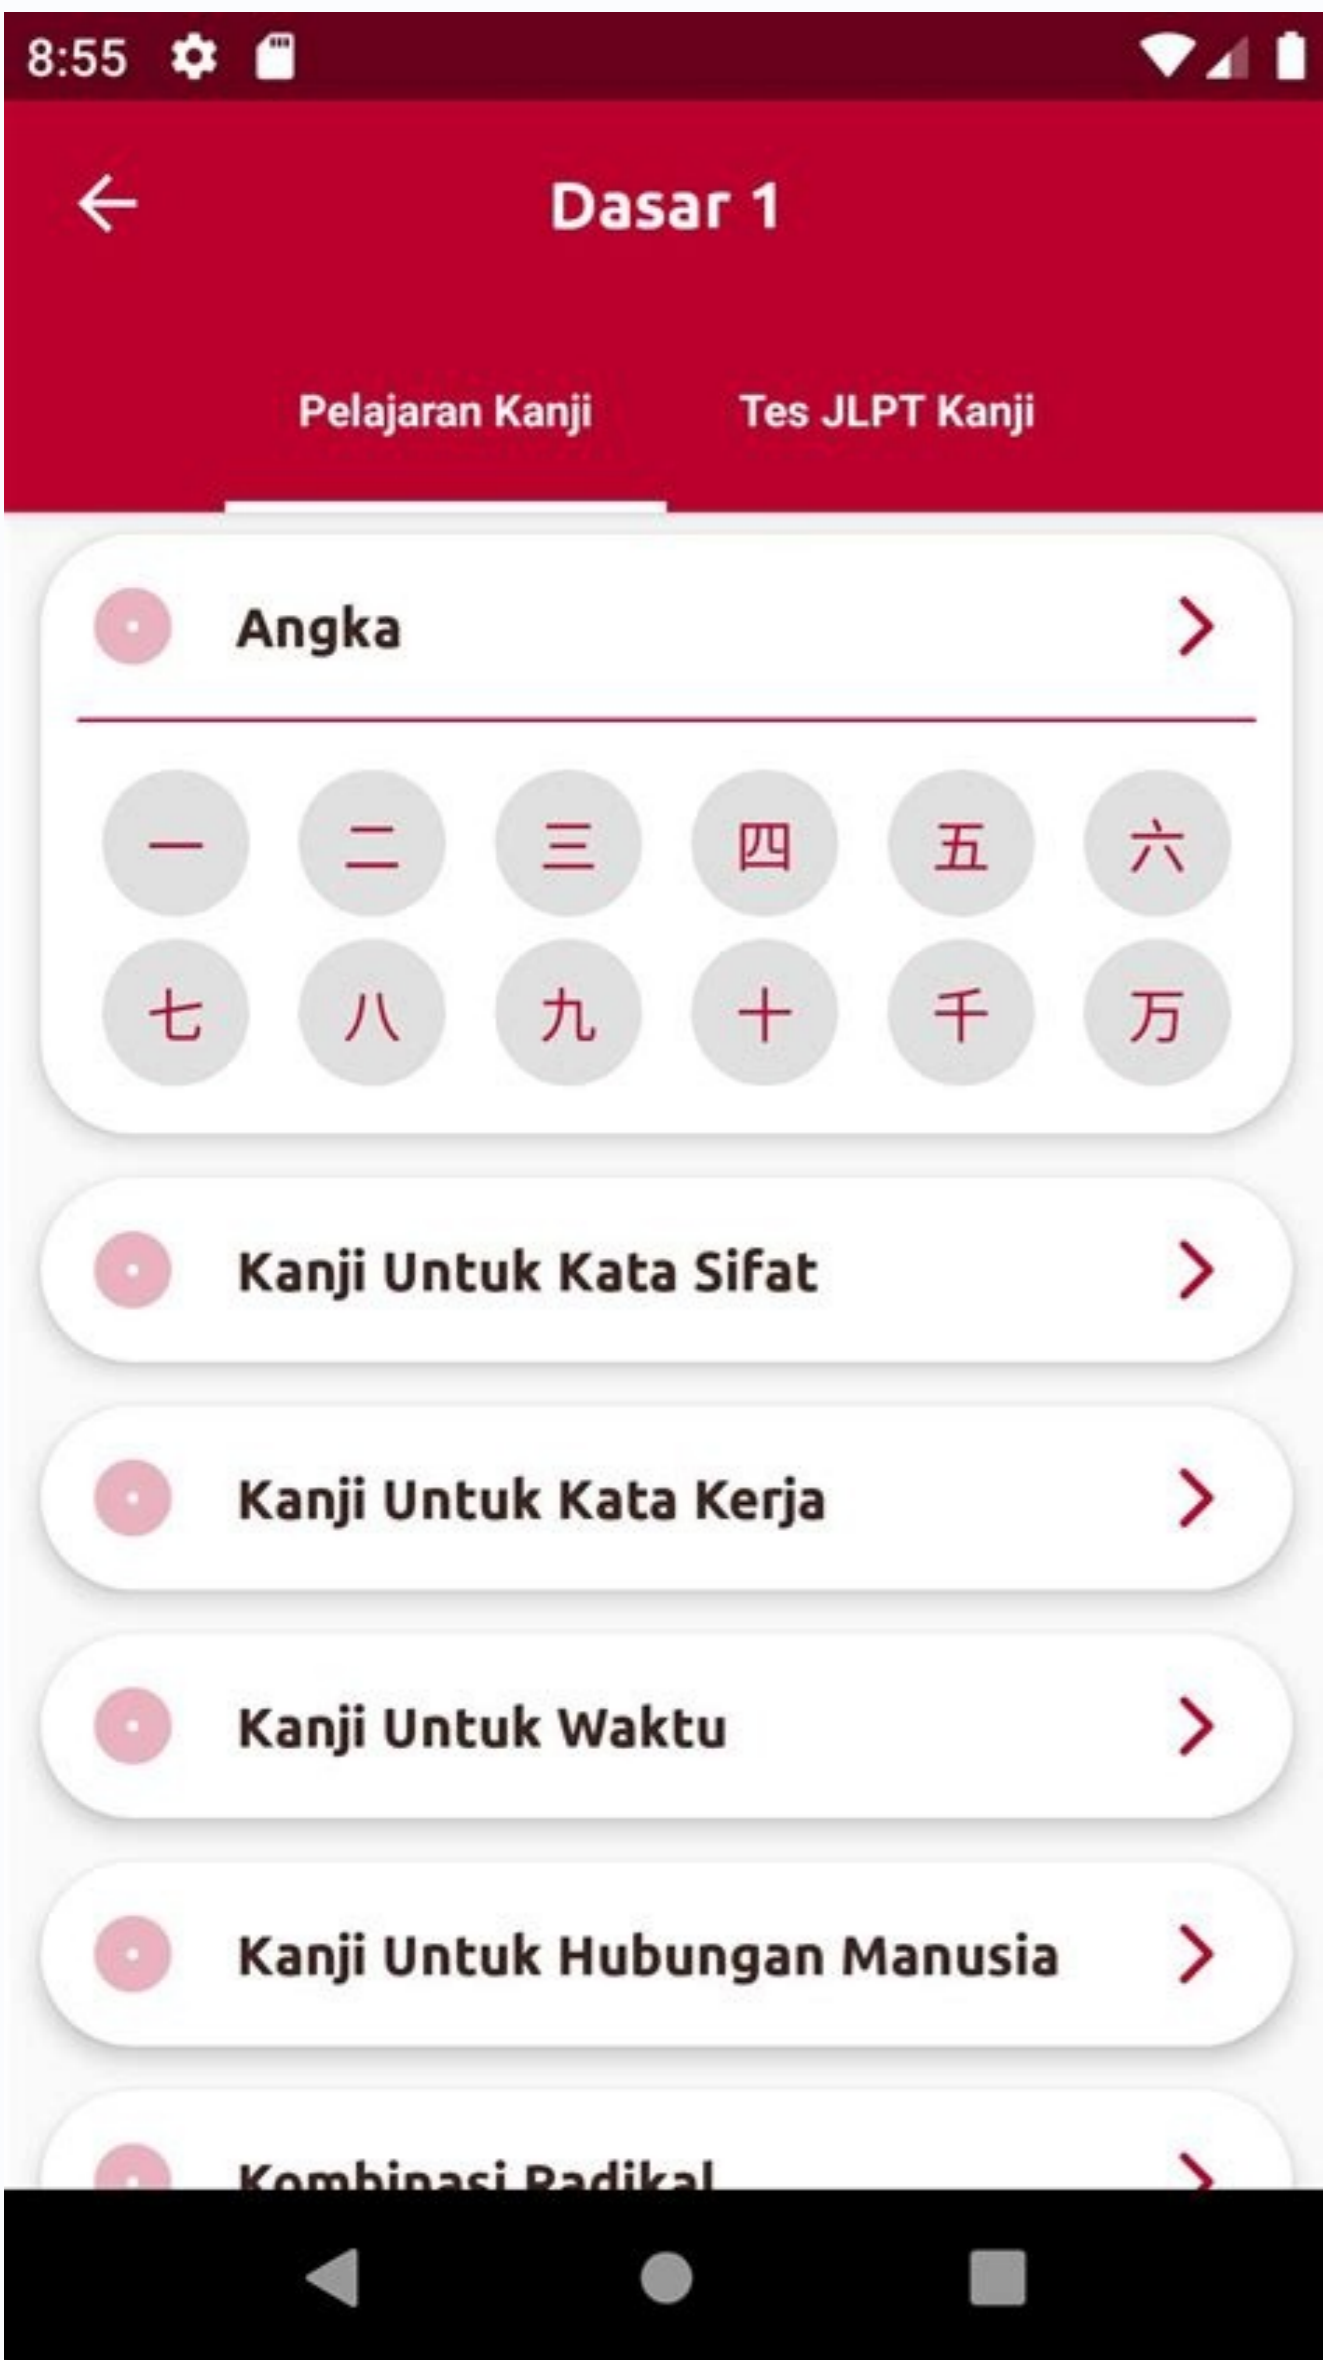 8:55
Dasar 1
Pelajaran Kanji Tes JLPT Kanji
Angka
一 二 三 四 五 六
七 八 九 十 千 万
Kanji Untuk Kata Sifat
Kanji Untuk Kata Kerja
Kanji Untuk Waktu
Kanji Untuk Hubungan Manusia
Kombinasi Radikal